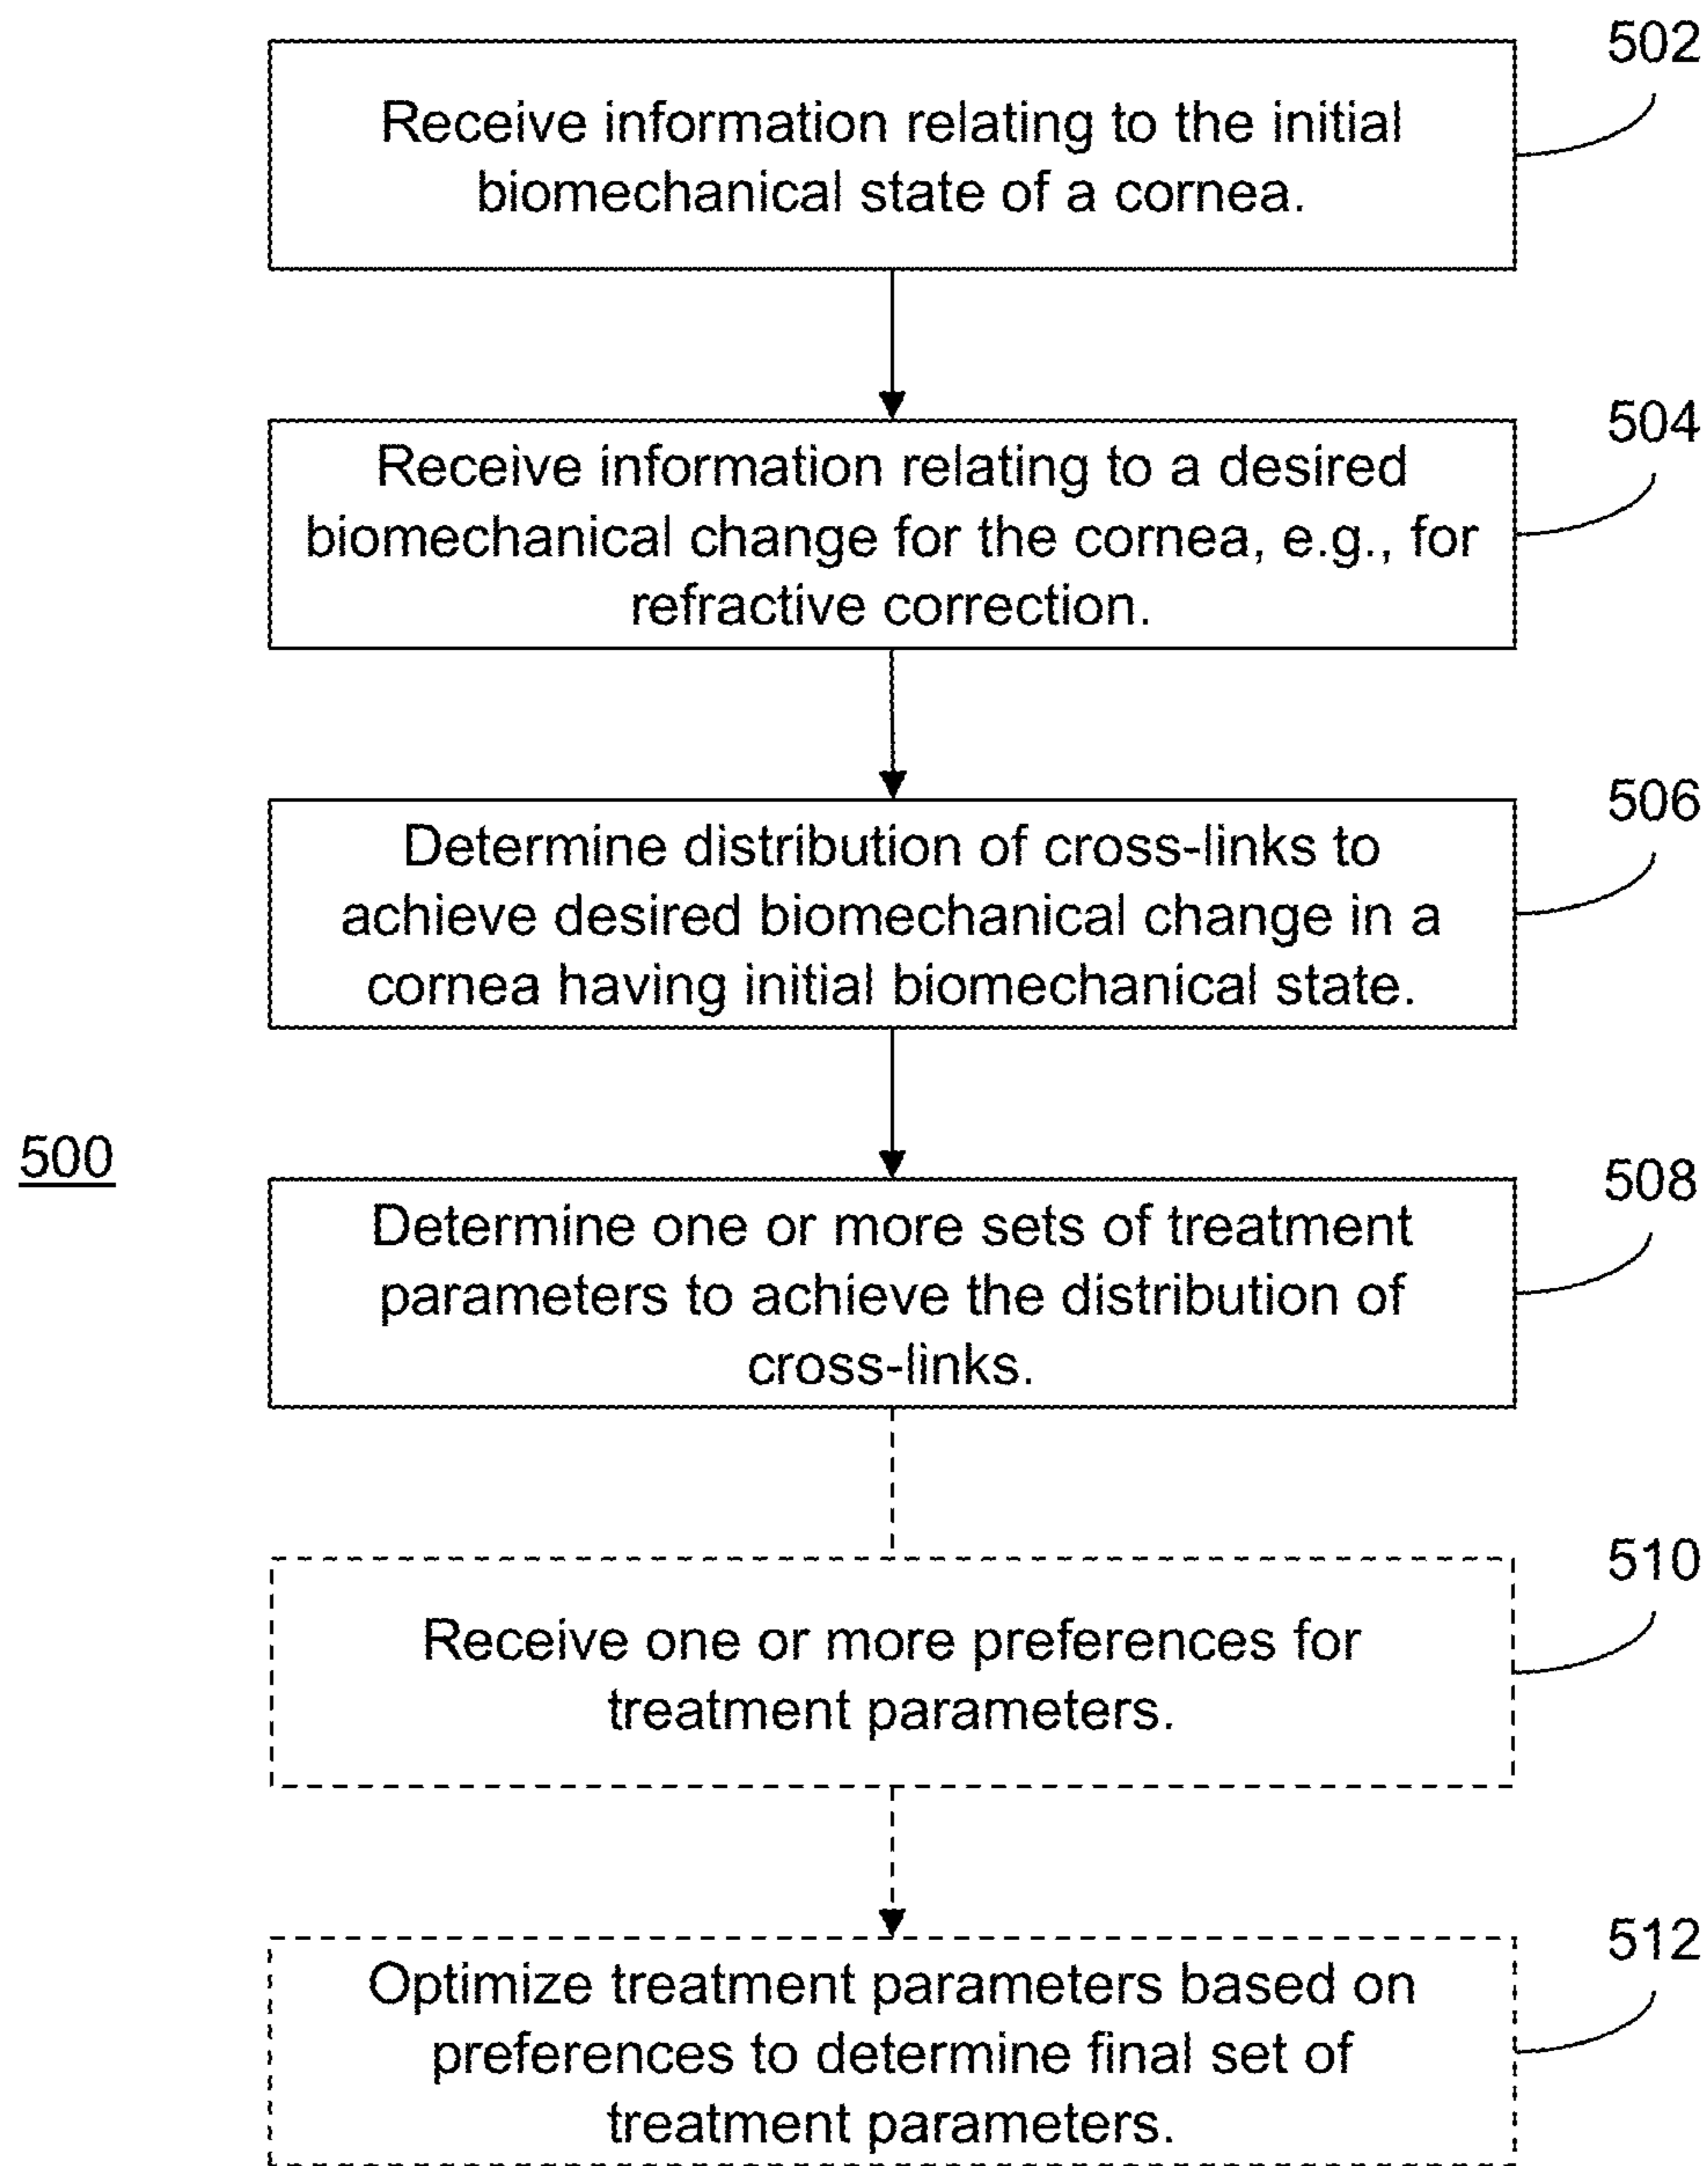 502
Receive information relating to the initial
biomechanical state of a cornea.
504
Receive information relating to a desired
biomechanical change for the cornea, e.g., for
refractive correction.
506
Determine distribution of cross-links to
achieve desired biomechanical change in a
cornea having initial biomechanical state.
500
508
Determine one or more sets of treatment
parameters to achieve the distribution of
cross-links.
510
Receive one or more preferences for
treatment parameters.
512
Optimize treatment parameters based on
preferences to determine final set of
treatment parameters.